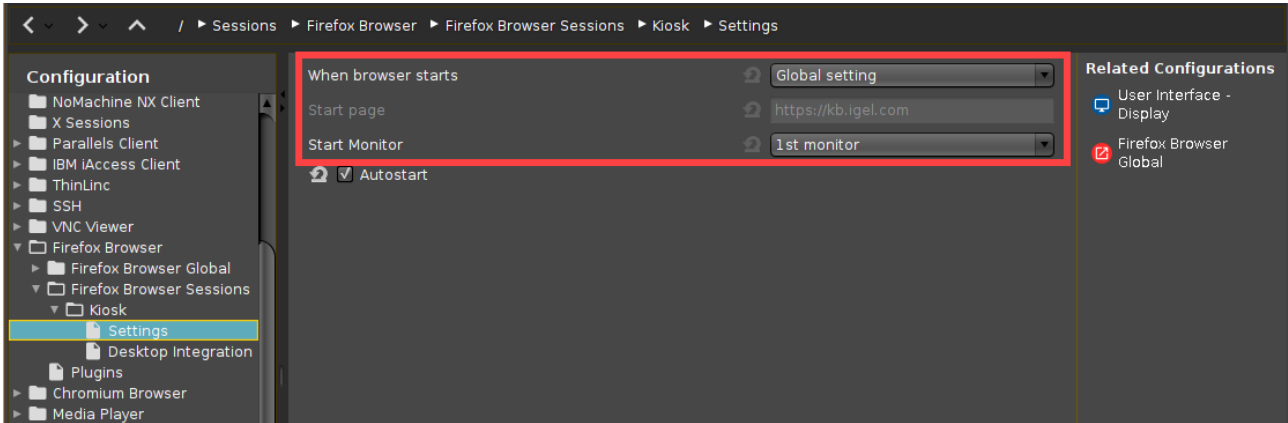 / Sessions Firefox Browser Firefox Browser Sessions Kiosk Settings
Configuration
NoMachine NX Client
X Sessions
Parallels Client
IBM iAccess Client
ThinLinc
SSH
VNC Viewer
Firefox Browser
Firefox Browser Global
Firefox Browser Sessions
Kiosk
Settings
Desktop Integration
Plugins
Chromium Browser
Media Player
When browser starts Global setting
Start page https://kb.igel.com
Start Monitor 1st monitor
Autostart
Related Configurations
User Interface -
Display
Firefox Browser
Global